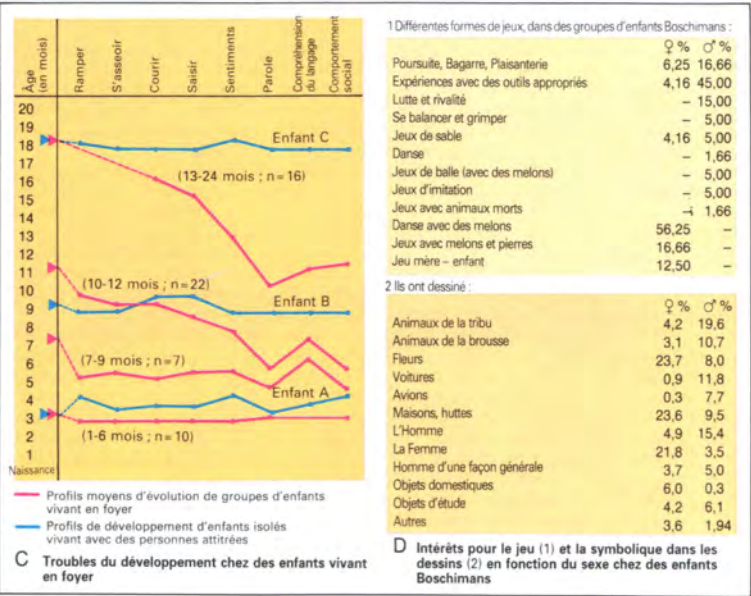 Âge
(en mois)
Ramper
S'asseoir
Courir
Saisir
Sentiments
Parole
Compréhension
du langage
Comportement
social
20
19
18
17
16
15
14
13
12
11
10
9
8
7
6
5
4
3
2
1
Naissance
Enfant C
(13-24 mois ; n=16)
(10-12 mois ; n=22)
Enfant B
(7-9 mois ; n=7)
Enfant A
(1-6 mois ; n=10)
Profils moyens d'évolution de groupes d'enfants
vivant en foyer
Profils de développement d'enfants isolés
vivant avec des personnes attitrées
C Troubles du développement chez des enfants vivant
en foyer
1 Différentes formes de jeux, dans des groupes d'enfants Boschimans :
♀ % ♂ %
Poursuite, Bagarre, Plaisanterie 6,25 16,66
Expériences avec des outils appropriés 4,16 45,00
Lutte et rivalité – 15,00
Se balancer et grimper – 5,00
Jeux de sable 4,16 5,00
Danse – 1,66
Jeux de balle (avec des melons) – 5,00
Jeux d'imitation – 5,00
Jeux avec animaux morts – 1,66
Danse avec des melons 56,25 –
Jeux avec melons et pierres 16,66 –
Jeu mère – enfant 12,50 –
2 Ils ont dessiné :
♀ % ♂ %
Animaux de la tribu 4,2 19,6
Animaux de la brousse 3,1 10,7
Fleurs 23,7 8,0
Voitures 0,9 11,8
Avions 0,3 7,7
Maisons, huttes 23,6 9,5
L'Homme 4,9 15,4
La Femme 21,8 3,5
Homme d'une façon générale 3,7 5,0
Objets domestiques 6,0 0,3
Objets d'étude 4,2 6,1
Autres 3,6 1,94
D Intérêts pour le jeu (1) et la symbolique dans les
dessins (2) en fonction du sexe chez des enfants
Boschimans